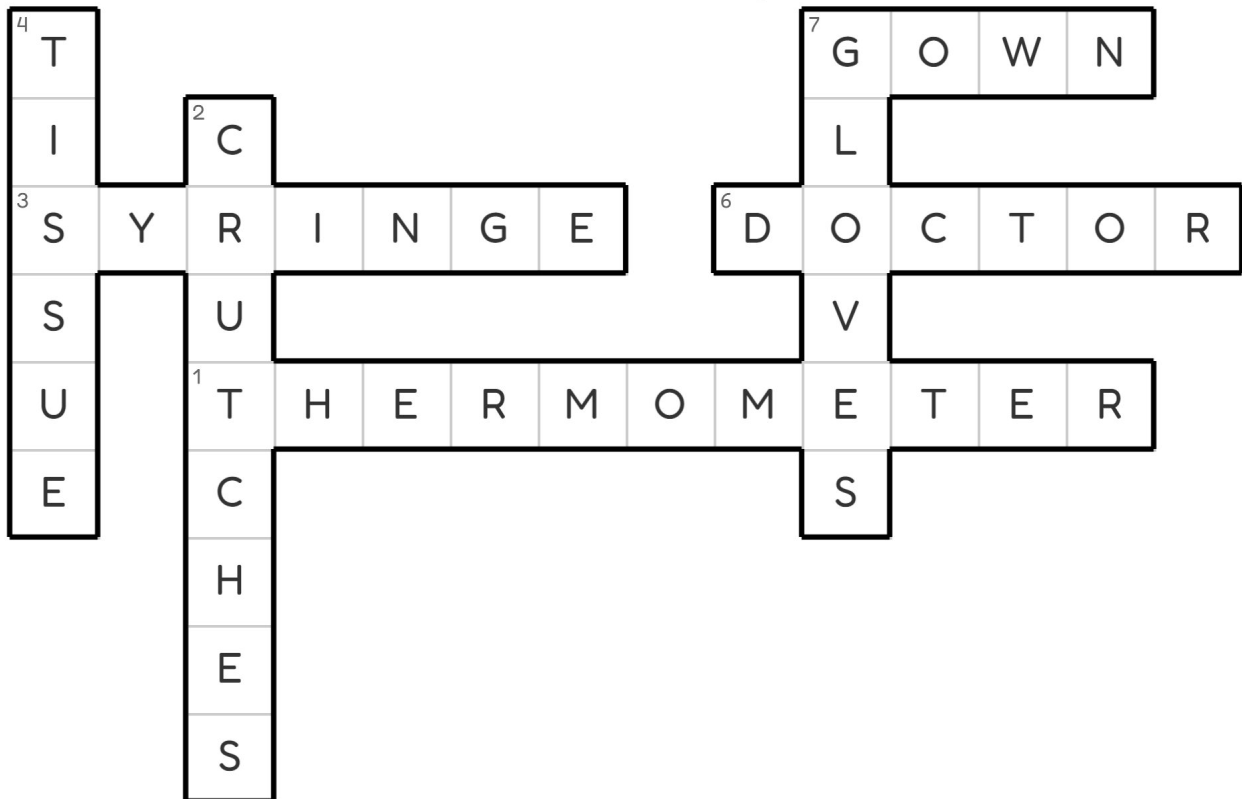 4 T 7 G O W N
I 2 C L
3 S Y R I N G E 6 D O C T O R
S U V
U 1 T H E R M O M E T E R
E C S
H
E
S